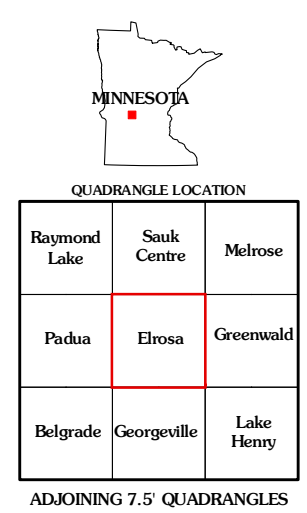 MINNESOTA
QUADRANGLE LOCATION
Raymond
Lake
Sauk
Centre
Melrose
Padua
Elrosa
Greenwald
Belgrade
Georgeville
Lake
Henry
ADJOINING 7.5' QUADRANGLES